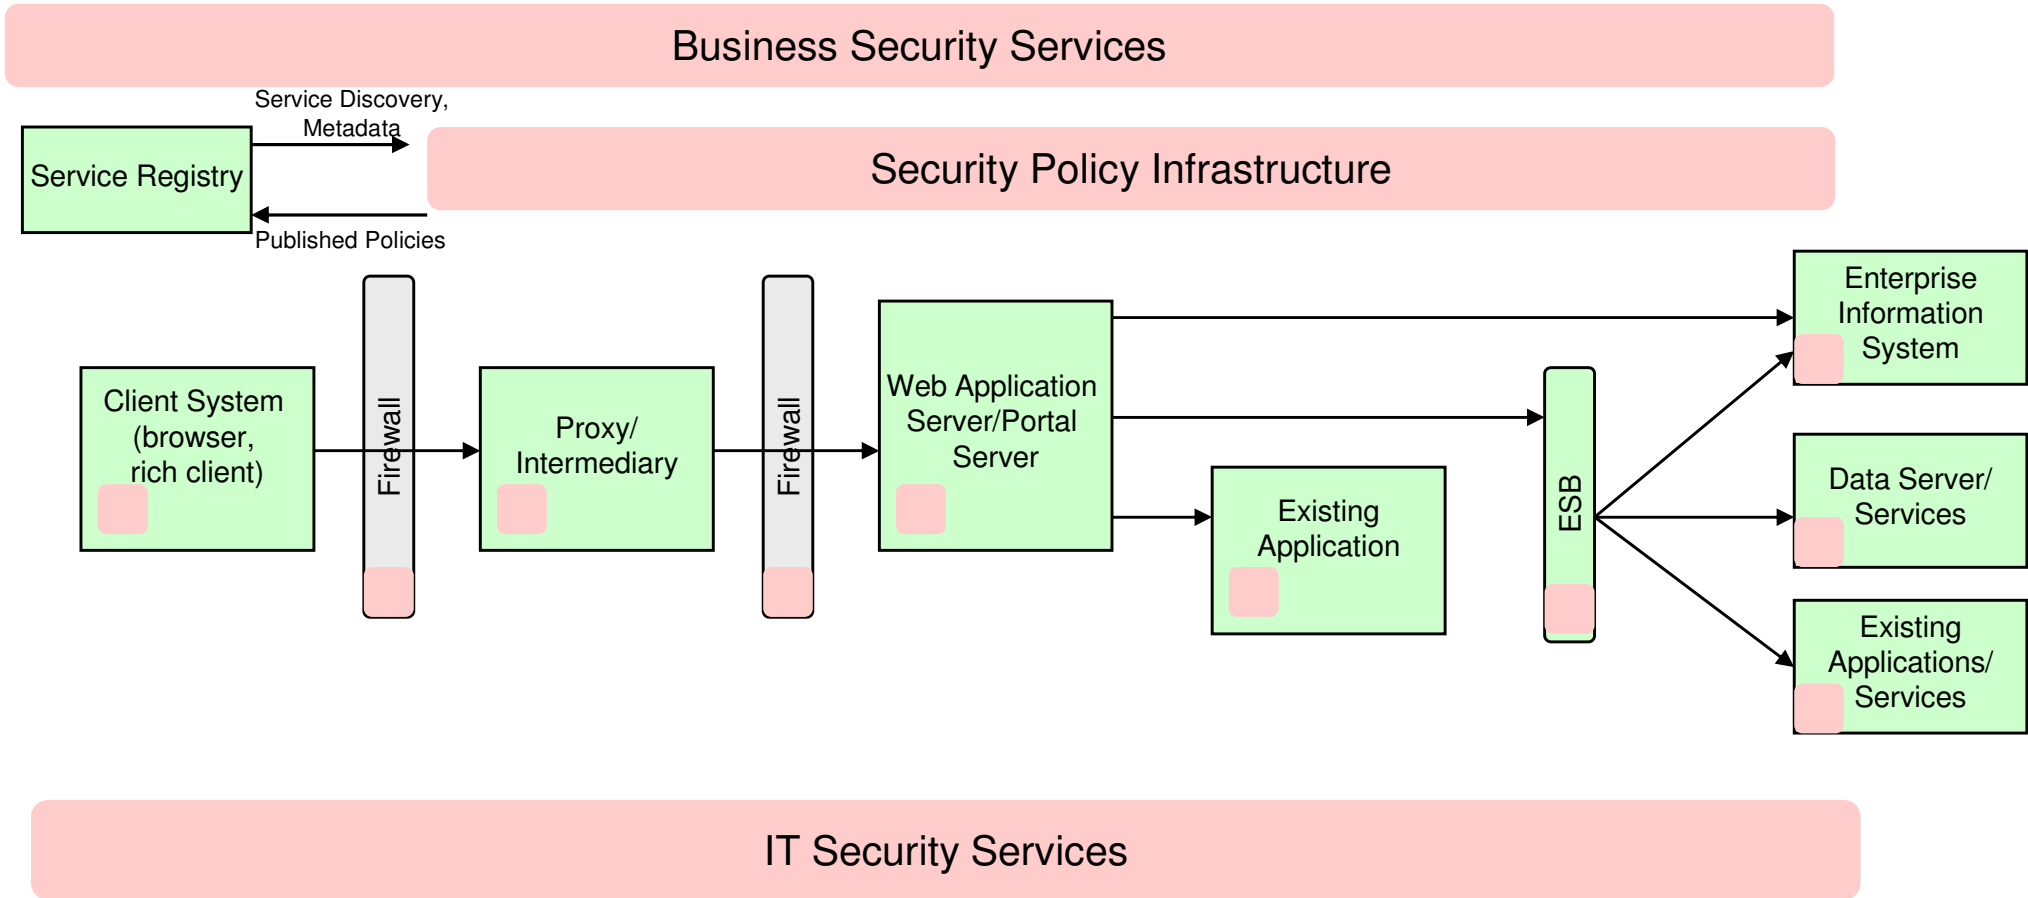 Business Security Services
Service Discovery,
Metadata
Service Registry
Security Policy Infrastructure
Published Policies
Client System
(browser,
rich client)
Firewall
Proxy/
Intermediary
Firewall
Web Application
Server/Portal
Server
Existing
Application
ESB
Enterprise
Information
System
Data Server/
Services
Existing
Applications/
Services
IT Security Services